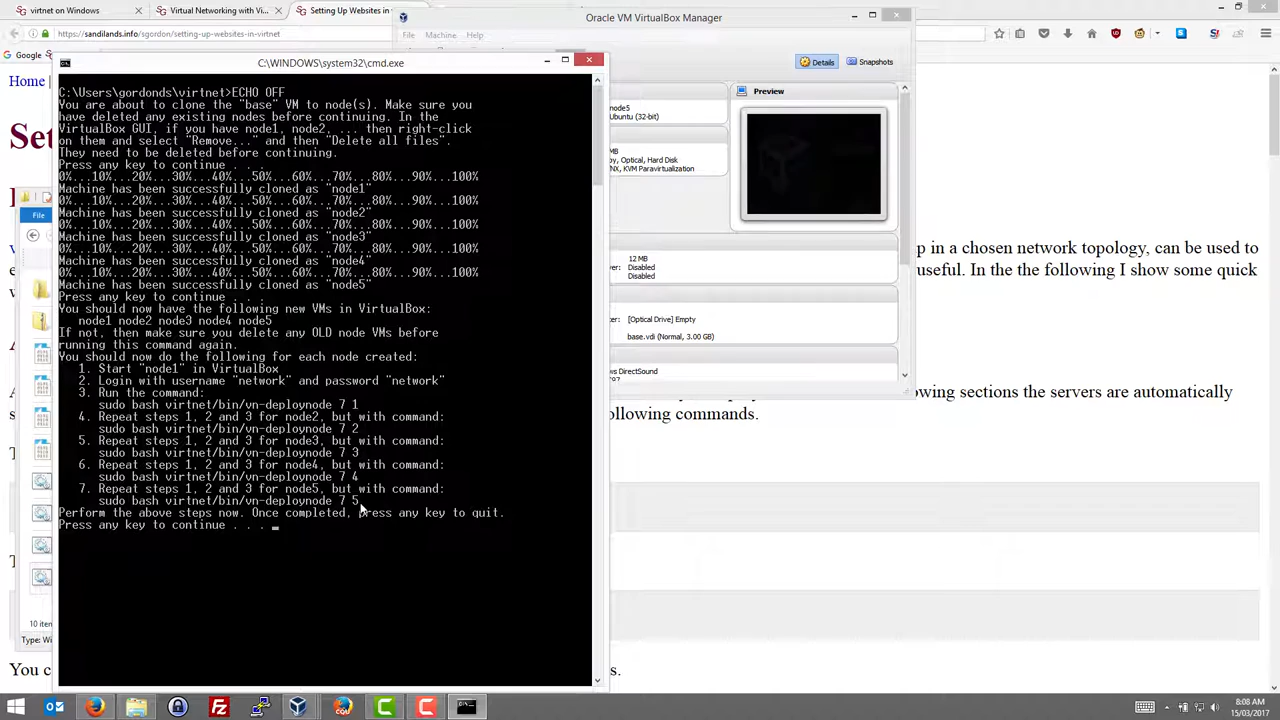 virtnet on Windows
Virtual Networking with Vi...
Setting Up Websites in virt
Oracle VM VirtualBox Manager
https://sandilands.info/sgordon/setting-up-websites-in-virtnet
File Machine Help
Google
Home |
C:\WINDOWS\system32\cmd.exe
Details
Snapshots
Preview
node5
Ubuntu (32-bit)
MB
py, Optical, Hard Disk
NX, KVM Paravirtualization
12 MB
Disabled
Disabled
[Optical Drive] Empty
base.vdi (Normal, 3.00 GB)
ws DirectSound
Set
File
C:\Users\gordonds\virtnet>ECHO OFF
You are about to clone the "base" VM to node(s). Make sure you
have deleted any existing nodes before continuing. In the
VirtualBox GUI, if you have node1, node2, ... then right-click
on them and select "Remove..." and then "Delete all files".
They need to be deleted before continuing.
Press any key to continue . . .
0%...10%...20%...30%...40%...50%...60%...70%...80%...90%...100%
Machine has been successfully cloned as "node1"
0%...10%...20%...30%...40%...50%...60%...70%...80%...90%...100%
Machine has been successfully cloned as "node2"
0%...10%...20%...30%...40%...50%...60%...70%...80%...90%...100%
Machine has been successfully cloned as "node3"
0%...10%...20%...30%...40%...50%...60%...70%...80%...90%...100%
Machine has been successfully cloned as "node4"
0%...10%...20%...30%...40%...50%...60%...70%...80%...90%...100%
Machine has been successfully cloned as "node5"
Press any key to continue . . .
You should now have the following new VMs in VirtualBox:
node1 node2 node3 node4 node5
If not, then make sure you delete any OLD node VMs before
running this command again.
You should now do the following for each node created:
1. Start "node1" in VirtualBox
2. Login with username "network" and password "network"
3. Run the command:
sudo bash virtnet/bin/vn-deploynode 7 1
4. Repeat steps 1, 2 and 3 for node2, but with command:
sudo bash virtnet/bin/vn-deploynode 7 2
5. Repeat steps 1, 2 and 3 for node3, but with command:
sudo bash virtnet/bin/vn-deploynode 7 3
6. Repeat steps 1, 2 and 3 for node4, but with command:
sudo bash virtnet/bin/vn-deploynode 7 4
7. Repeat steps 1, 2 and 3 for node5, but with command:
sudo bash virtnet/bin/vn-deploynode 7 5
Perform the above steps now. Once completed, press any key to quit.
Press any key to continue . . . _
p in a chosen network topology, can be used to
useful. In the the following I show some quick
owing sections the servers are automatically
ollowing commands.
10 iten
Type: Wi
You c
s.
8:08 AM
15/03/2017